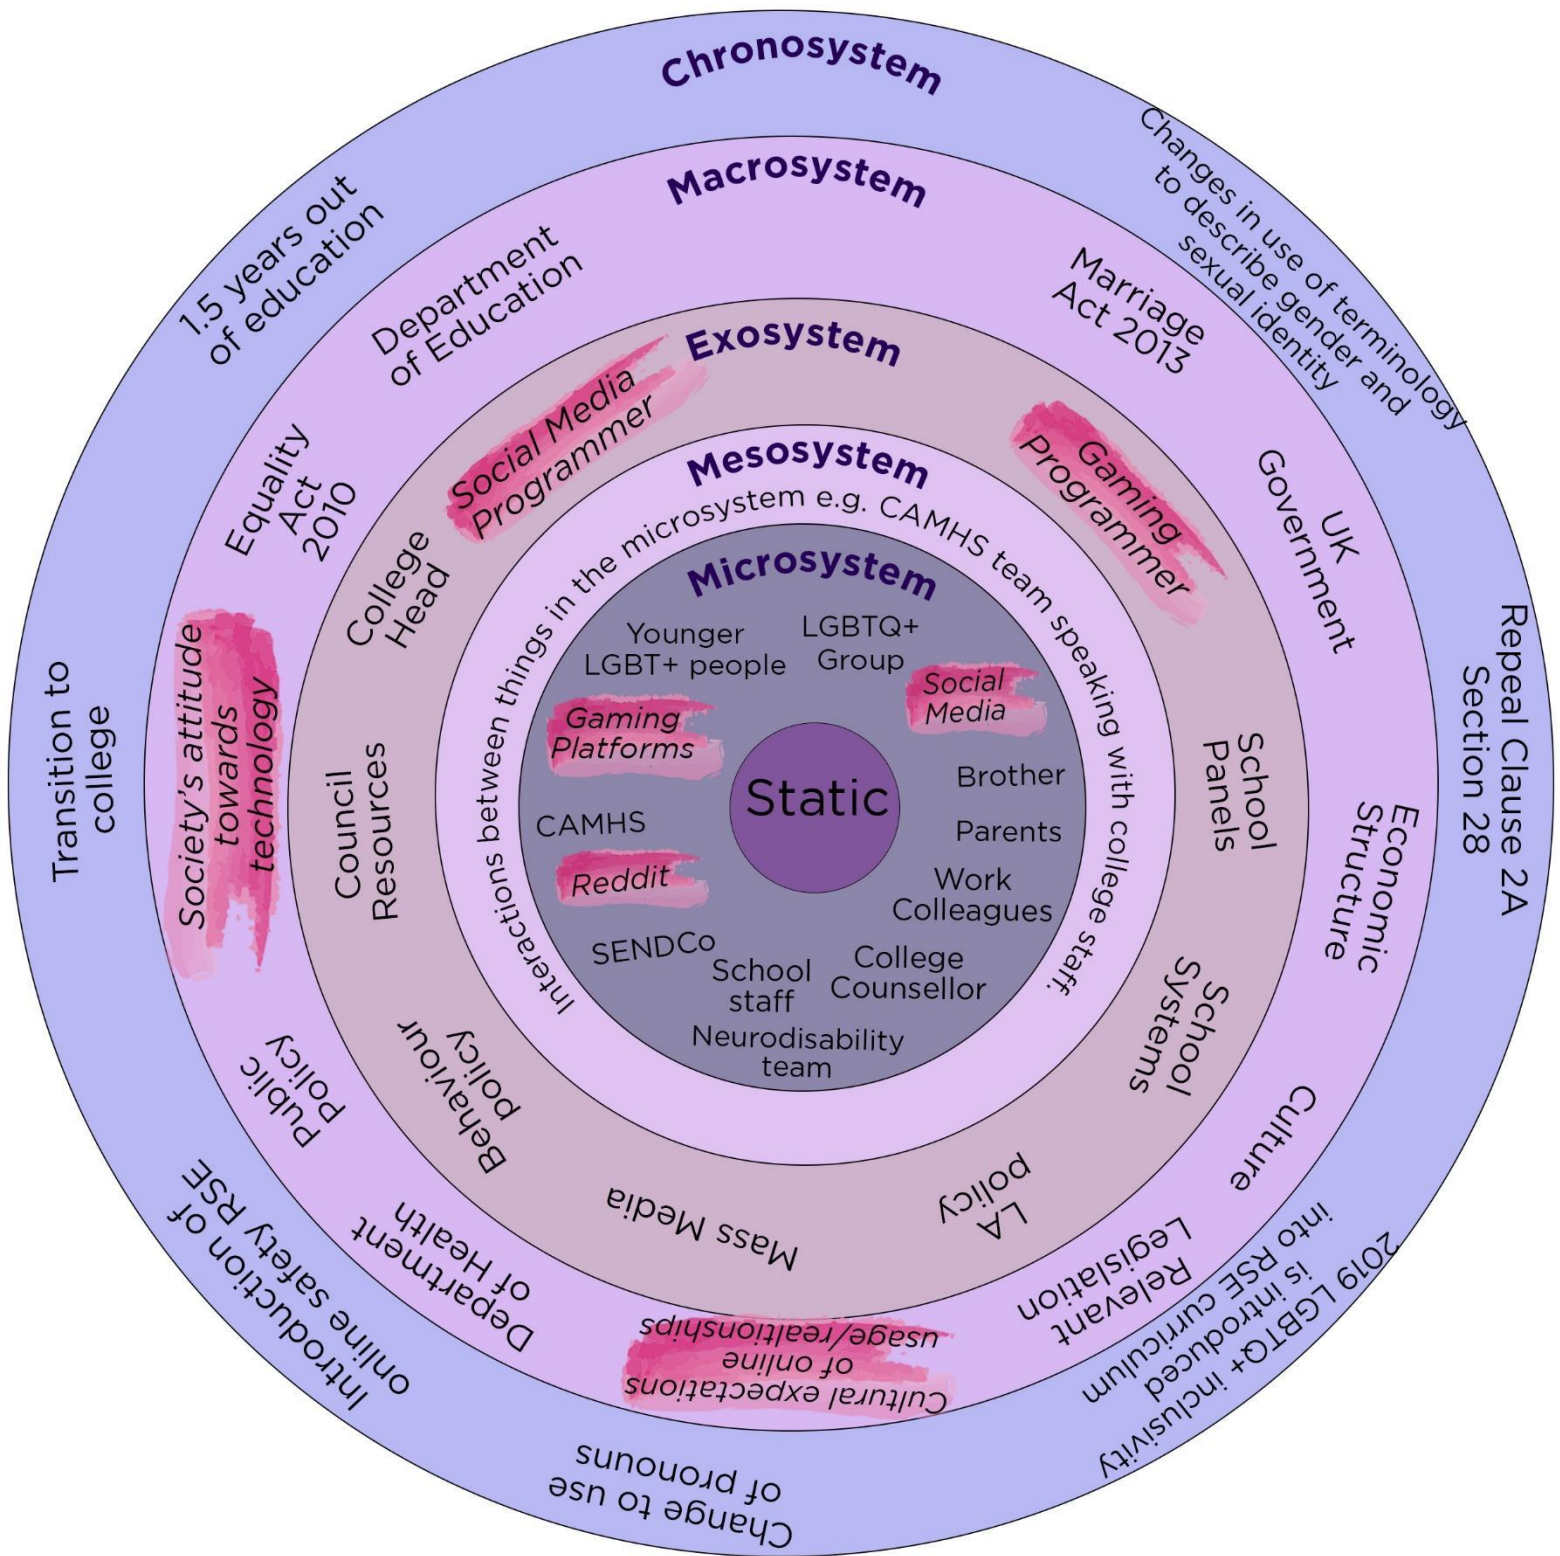 Chronosystem
Changes in use of terminology
to describe gender and
sexual identity
Repeal Clause 2A
Section 28
2019 LGBTQ+ inclusivity
is introduced
into RSE curriculum
Change to use
of pronouns
Introduction of
online safety RSE
Transition to
college
1.5 years out
of education
Macrosystem
Marriage
Act 2013
UK
Government
Economic
Structure
Culture
Relevant
Legislation
Cultural expectations
of online
usage/realtionships
Department
of Health
Public
Policy
Society's attitude
towards
technology
Equality
Act
2010
Department
of Education
Exosystem
Gaming
Programmer
School
Panels
School
Systems
LA
policy
Mass Media
Behaviour
policy
Council
Resources
College
Head
Social Media
Programmer
Mesosystem
Interactions between things in the microsystem e.g. CAMHS team speaking with college staff.
Microsystem
Younger
LGBT+ people
LGBTQ+
Group
Social
Media
Gaming
Platforms
Brother
Static
CAMHS
Parents
Reddit
Work
Colleagues
SENDCo
School
staff
College
Counsellor
Neurodisability
team